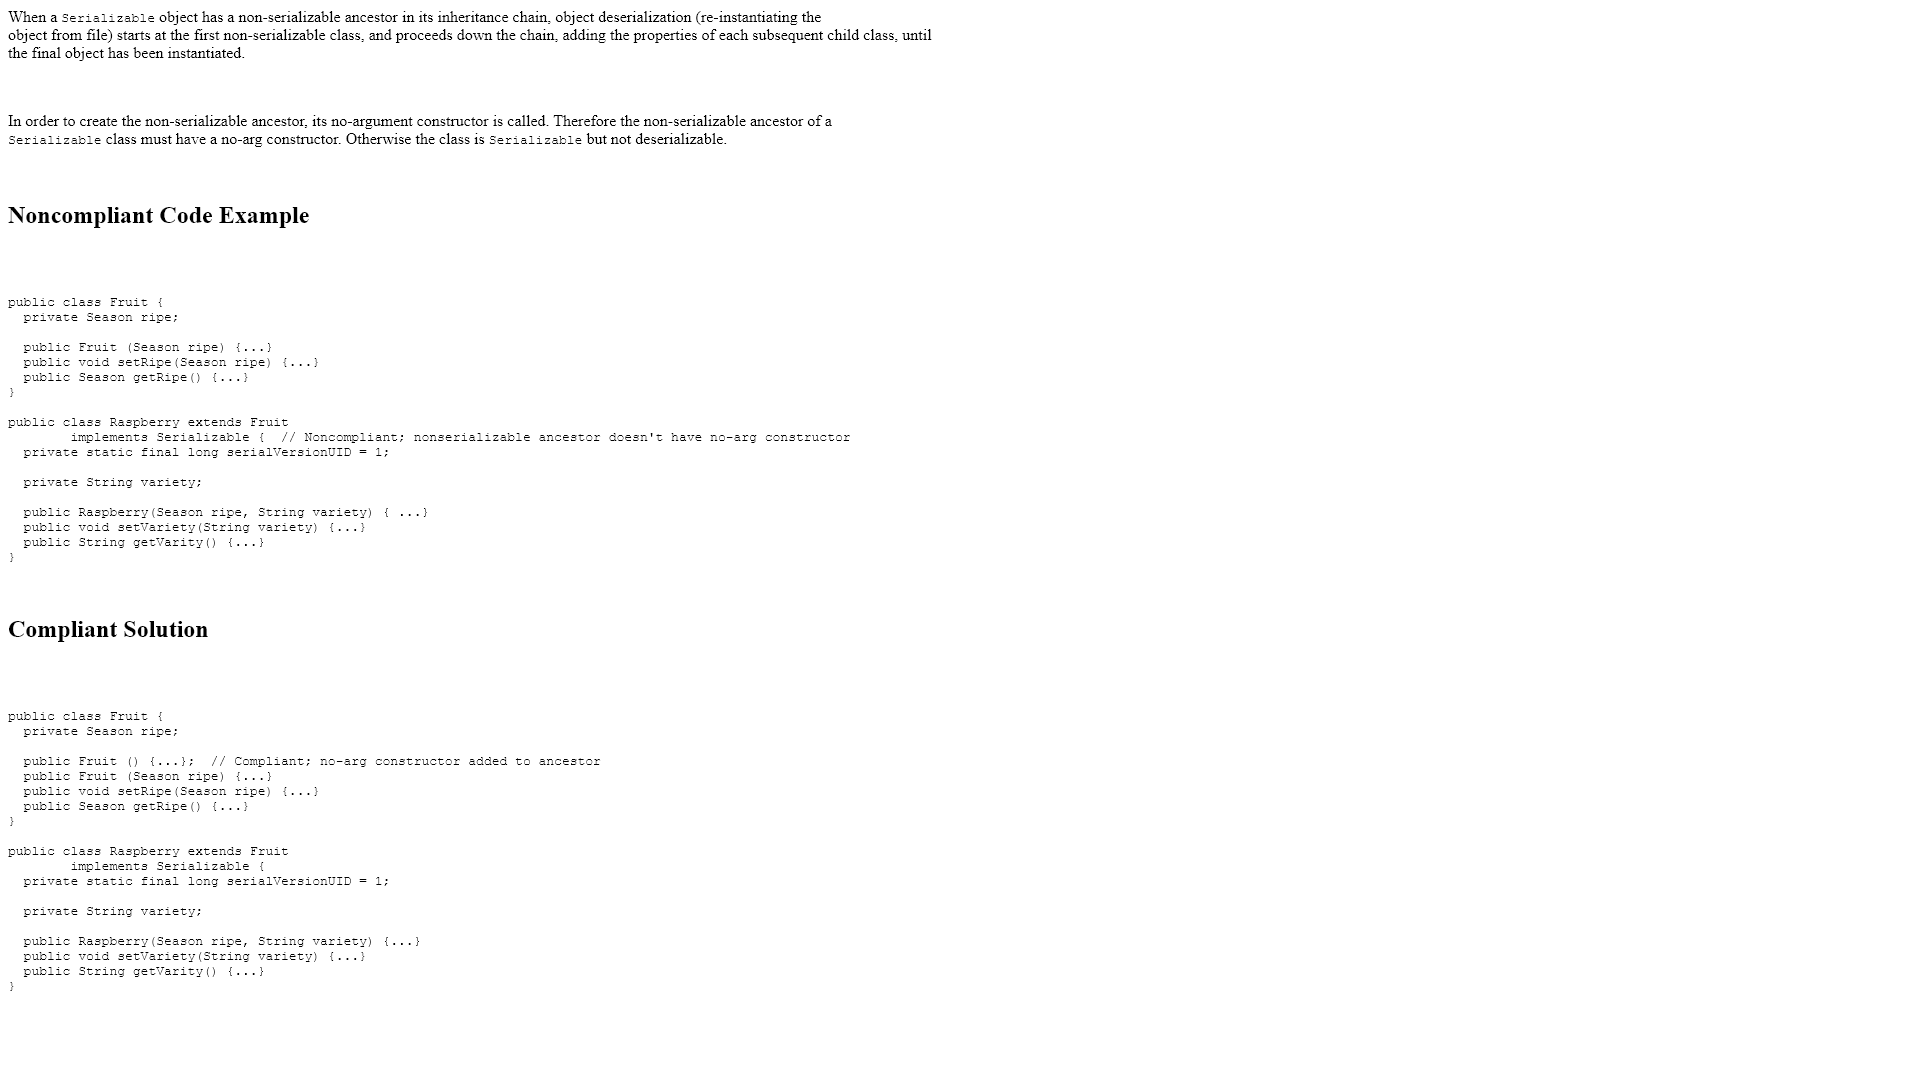 When a Serializable object has a non-serializable ancestor in its inheritance chain, object deserialization (re-instantiating the
object from file) starts at the first non-serializable class, and proceeds down the chain, adding the properties of each subsequent child class, until
the final object has been instantiated.
In order to create the non-serializable ancestor, its no-argument constructor is called. Therefore the non-serializable ancestor of a
Serializable class must have a no-arg constructor. Otherwise the class is Serializable but not deserializable.
Noncompliant Code Example
public class Fruit {
  private Season ripe;
  public Fruit (Season ripe) {...}
  public void setRipe(Season ripe) {...}
  public Season getRipe() {...}
}
public class Raspberry extends Fruit
        implements Serializable {  // Noncompliant; nonserializable ancestor doesn't have no-arg constructor
  private static final long serialVersionUID = 1;
  private String variety;
  public Raspberry(Season ripe, String variety) { ...}
  public void setVariety(String variety) {...}
  public String getVarity() {...}
}
Compliant Solution
public class Fruit {
  private Season ripe;
  public Fruit () {...};  // Compliant; no-arg constructor added to ancestor
  public Fruit (Season ripe) {...}
  public void setRipe(Season ripe) {...}
  public Season getRipe() {...}
}
public class Raspberry extends Fruit
        implements Serializable {
  private static final long serialVersionUID = 1;
  private String variety;
  public Raspberry(Season ripe, String variety) {...}
  public void setVariety(String variety) {...}
  public String getVarity() {...}
}